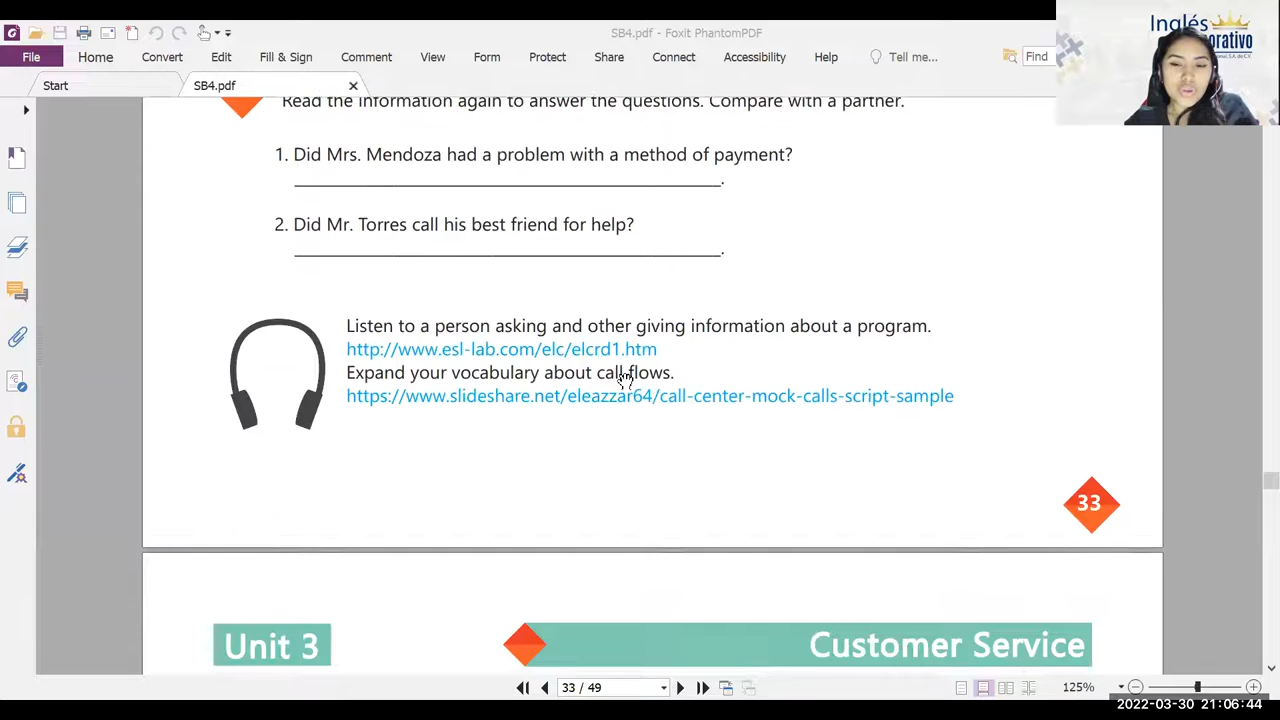 SB4.pdf - Foxit PhantomPDF
File Home Convert Edit Fill & Sign Comment View Form Protect Share Connect Accessibility Help Tell me... Find
Inglés
orativo
Start SB4.pdf
Read the information again to answer the questions. Compare with a partner.
1. Did Mrs. Mendoza had a problem with a method of payment?
2. Did Mr. Torres call his best friend for help?
Listen to a person asking and other giving information about a program.
http://www.esl-lab.com/elc/elcrd1.htm
Expand your vocabulary about call flows.
https://www.slideshare.net/eleazzar64/call-center-mock-calls-script-sample
33
Unit 3 Customer Service
33 / 49 125%
2022-03-30 21:06:44